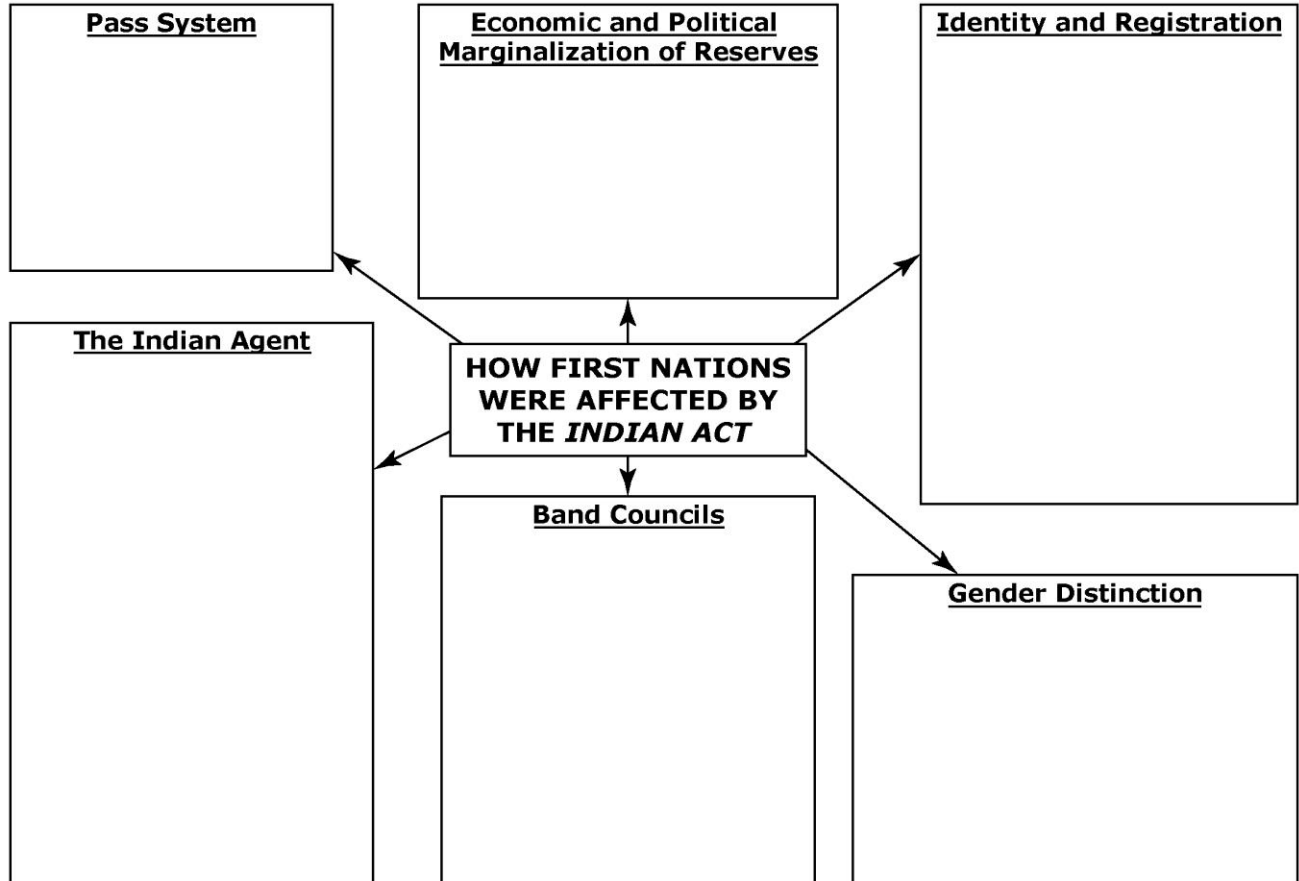 Pass System
Economic and Political
Marginalization of Reserves
Identity and Registration
The Indian Agent
HOW FIRST NATIONS
WERE AFFECTED BY
THE INDIAN ACT
Band Councils
Gender Distinction